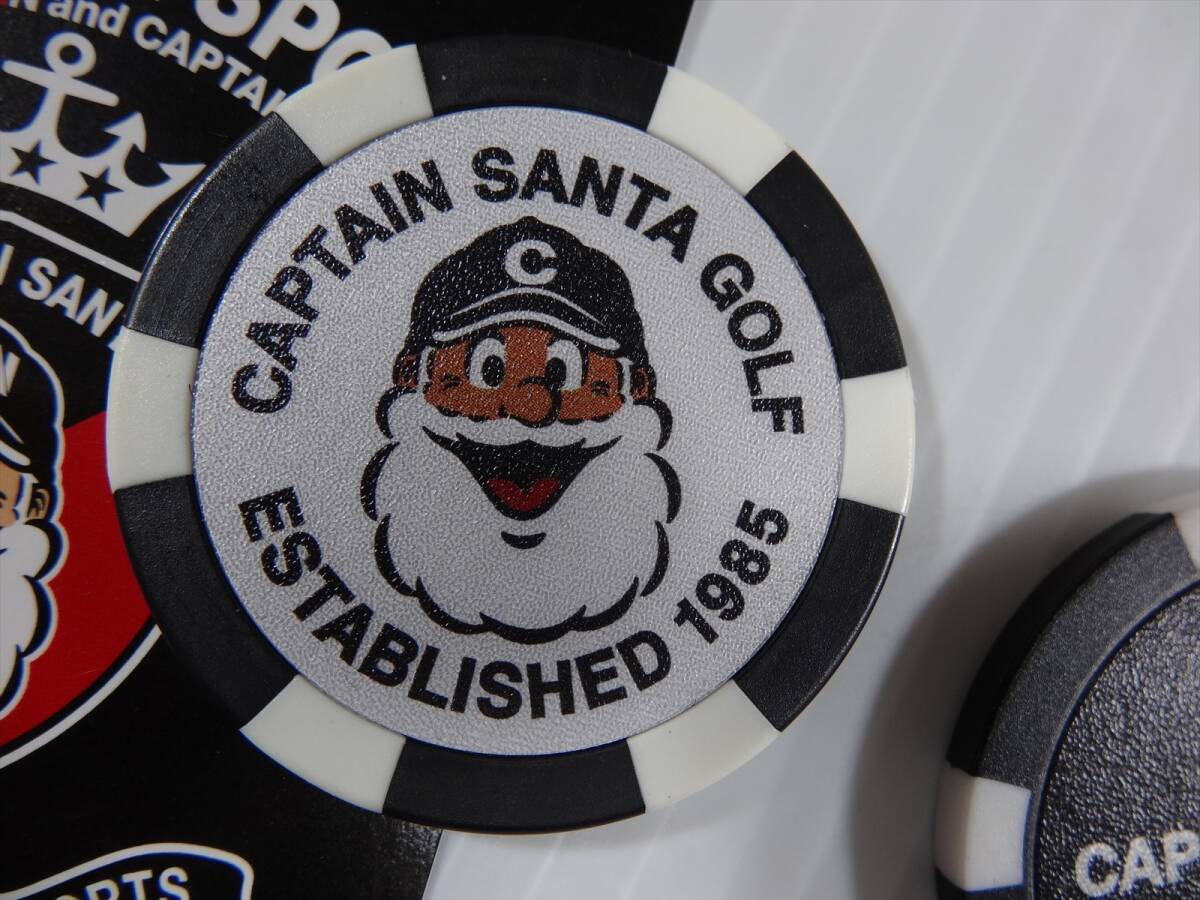 CAPTAIN SANTA GOLF
C
ESTABLISHED 1985
and CAPTAI
SAN
CAP